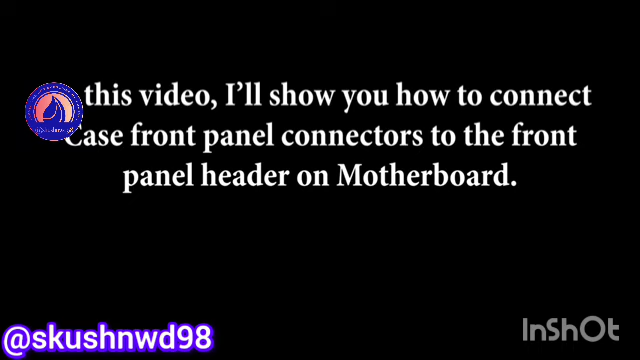 this video, I'll show you how to connect
Case front panel connectors to the front
panel header on Motherboard.
@skushnwd98
InShOt